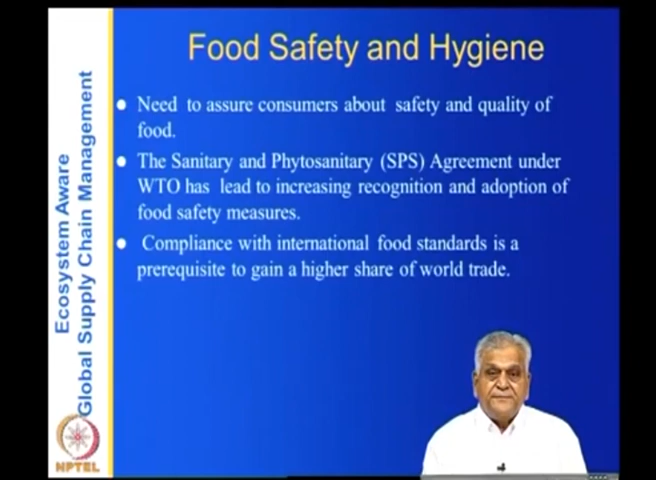 Food Safety and Hygiene
Need to assure consumers about safety and quality of
food.
The Sanitary and Phytosanitary (SPS) Agreement under
WTO has lead to increasing recognition and adoption of
food safety measures.
Compliance with international food standards is a
prerequisite to gain a higher share of world trade.
Ecosystem Aware
Global Supply Chain Management
NPTEL